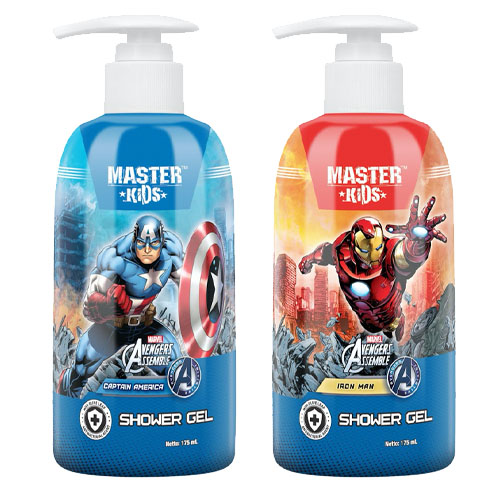 MASTER™
KiDS
MARVEL
AVENGERS
ASSEMBLE
CAPTAIN AMERICA
SHOWER GEL
Netto: 175 mL
MASTER™
KiDS
MARVEL
AVENGERS
ASSEMBLE
IRON MAN
SHOWER GEL
Netto: 175 mL